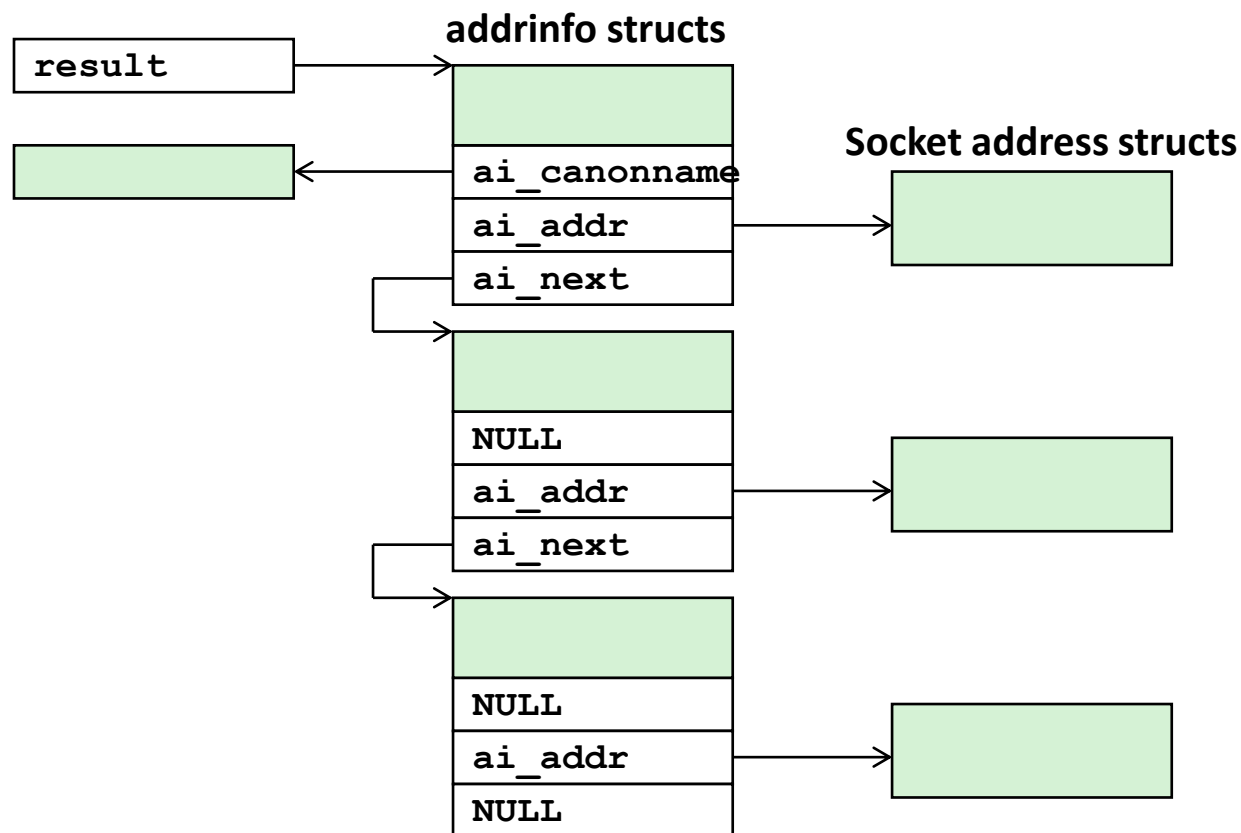 addrinfo structs
result
Socket address structs
ai_canonname
ai_addr
ai_next
NULL
ai_addr
ai_next
NULL
ai_addr
NULL